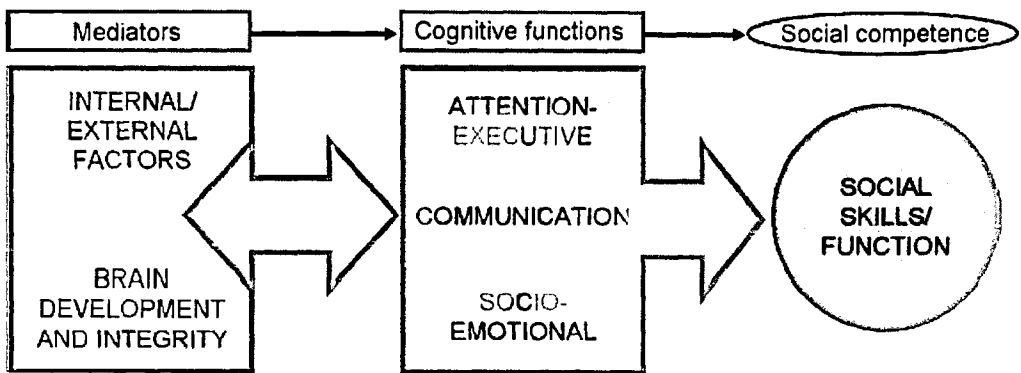 Mediators
Cognitive functions
Social competence
INTERNAL/
EXTERNAL
FACTORS
BRAIN
DEVELOPMENT
AND INTEGRITY
ATTENTION-
EXECUTIVE
COMMUNICATION
SOCIO-
EMOTIONAL
SOCIAL
SKILLS/
FUNCTION